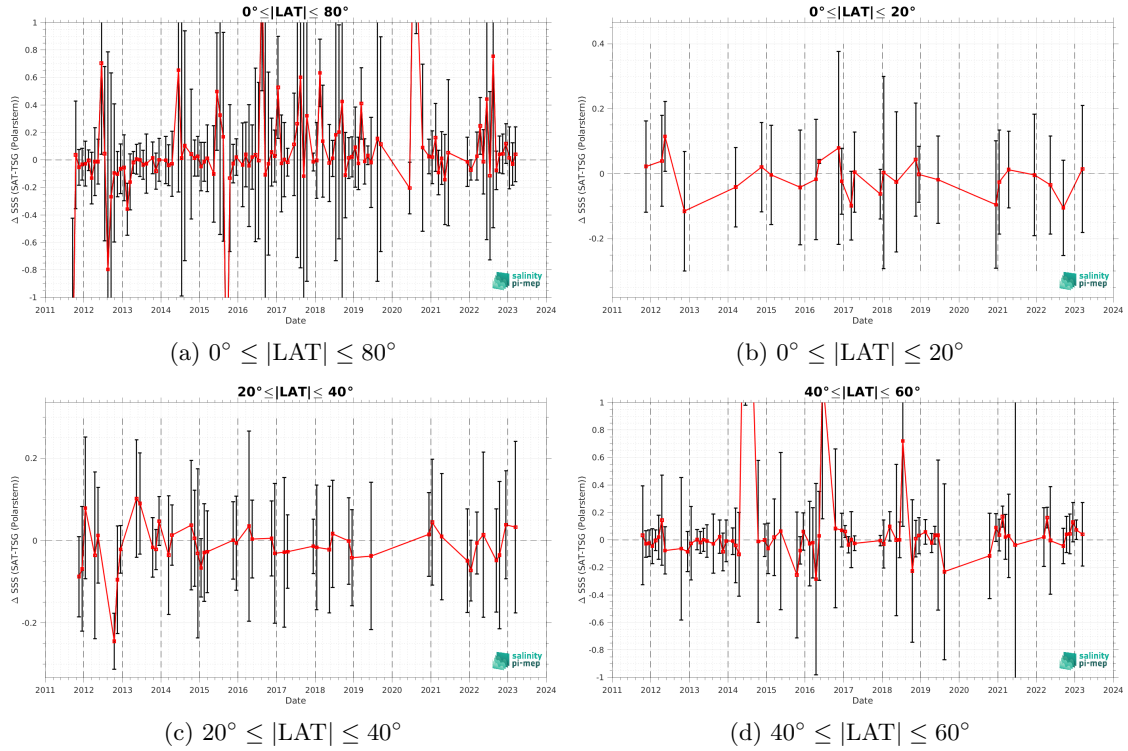 0°≤|LAT|≤ 80°
Δ SSS (SAT-TSG (Polarstern))
1
0.8
0.6
0.4
0.2
0
-0.2
-0.4
-0.6
-0.8
-1
2011 2012 2013 2014 2015 2016 2017 2018 2019 2020 2021 2022 2023 2024
Date
salinity
pi-mep
(a) 0° ≤ |LAT| ≤ 80°
0°≤|LAT|≤ 20°
Δ SSS (SAT-TSG (Polarstern))
0.4
0.2
0
-0.2
2011 2012 2013 2014 2015 2016 2017 2018 2019 2020 2021 2022 2023 2024
Date
salinity
pi-mep
(b) 0° ≤ |LAT| ≤ 20°
20°≤|LAT|≤ 40°
Δ SSS (SAT-TSG (Polarstern))
0.2
0
-0.2
2011 2012 2013 2014 2015 2016 2017 2018 2019 2020 2021 2022 2023 2024
Date
salinity
pi-mep
(c) 20° ≤ |LAT| ≤ 40°
40°≤|LAT|≤ 60°
Δ SSS (SAT-TSG (Polarstern))
1
0.8
0.6
0.4
0.2
0
-0.2
-0.4
-0.6
-0.8
-1
2011 2012 2013 2014 2015 2016 2017 2018 2019 2020 2021 2022 2023 2024
Date
salinity
pi-mep
(d) 40° ≤ |LAT| ≤ 60°